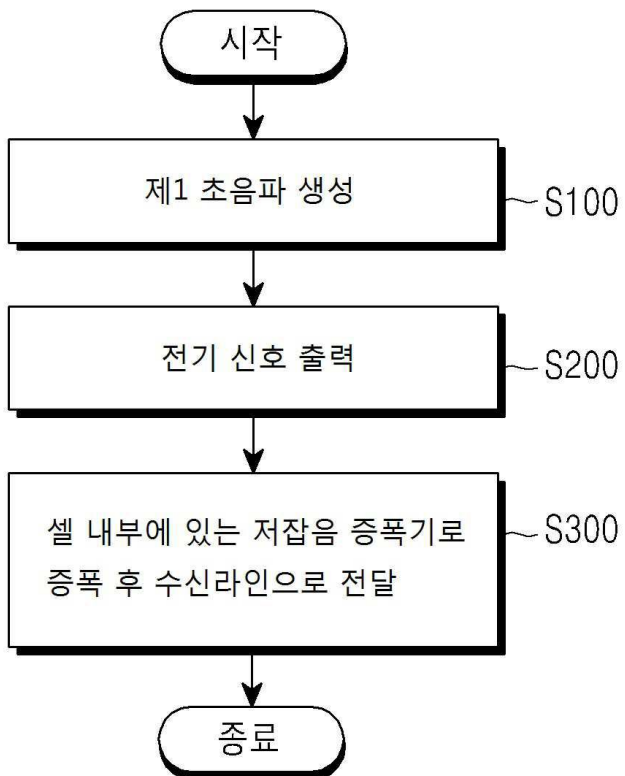 시작
제1 초음파 생성
S100
전기 신호 출력
S200
셀 내부에 있는 저잡음 증폭기로
증폭 후 수신라인으로 전달
S300
종료